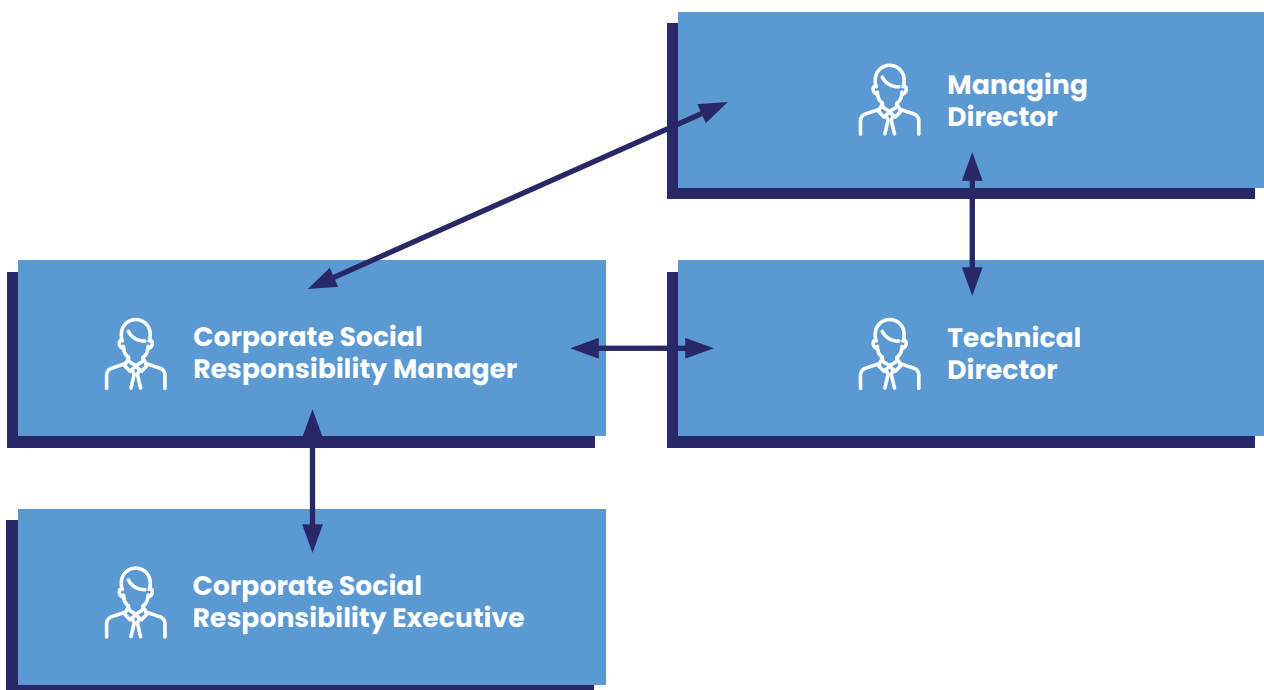 Managing
Director
Corporate Social
Responsibility Manager
Technical
Director
Corporate Social
Responsibility Executive